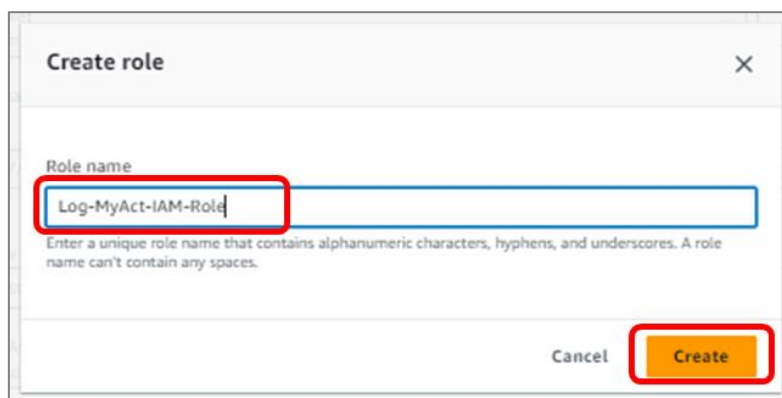 Create role
Role name
Log-MyAct-IAM-Role
Enter a unique role name that contains alphanumeric characters, hyphens, and underscores. A role
name can't contain any spaces.
Cancel Create